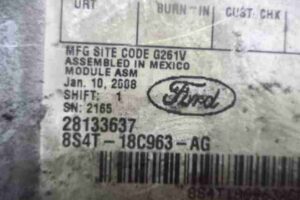 URT
BURN-IN
CUST CHK
MFG SITE CODE G261V
ASSEMBLED IN MEXICO
MODULE ASM
Jan. 10, 2008
SHIFT: 1
SN: 2165
Ford
28133637
8S4T-18C963-AG